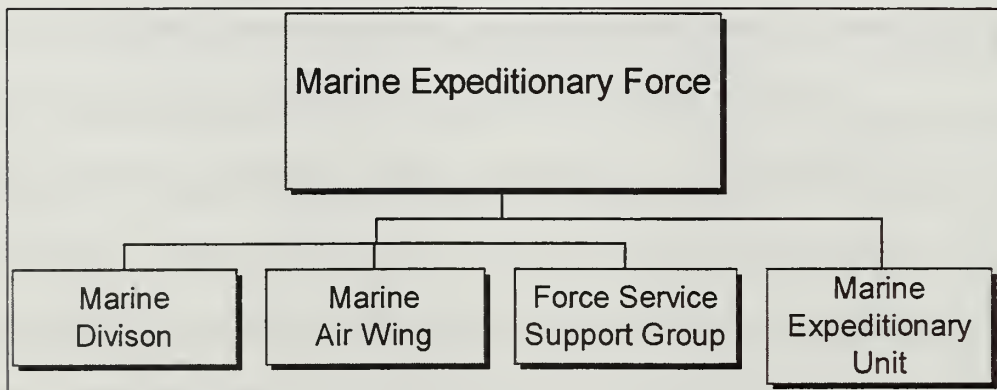 Marine Expeditionary Force
Marine
Divison
Marine
Air Wing
Force Service
Support Group
Marine
Expeditionary
Unit